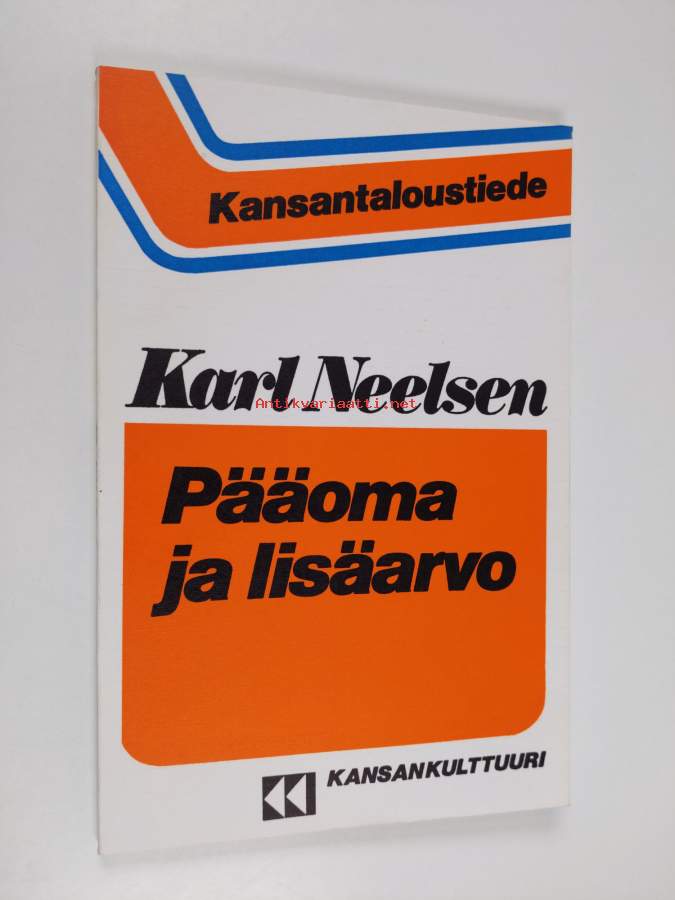 Kansantaloustiede
Karl Neelsen
Antikvariaatti.net
Pääoma
ja lisäarvo
KANSANKULTTUURI